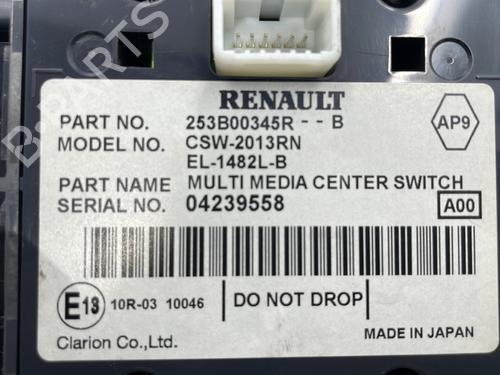 RENAULT
PART NO. 253B00345R - - B
AP9
MODEL NO. CSW-2013RN
EL-1482L-B
PART NAME MULTI MEDIA CENTER SWITCH
SERIAL NO. 04239558
A00
E13 10R-03 10046
DO NOT DROP
Clarion Co.,Ltd.
MADE IN JAPAN
B-PARTS